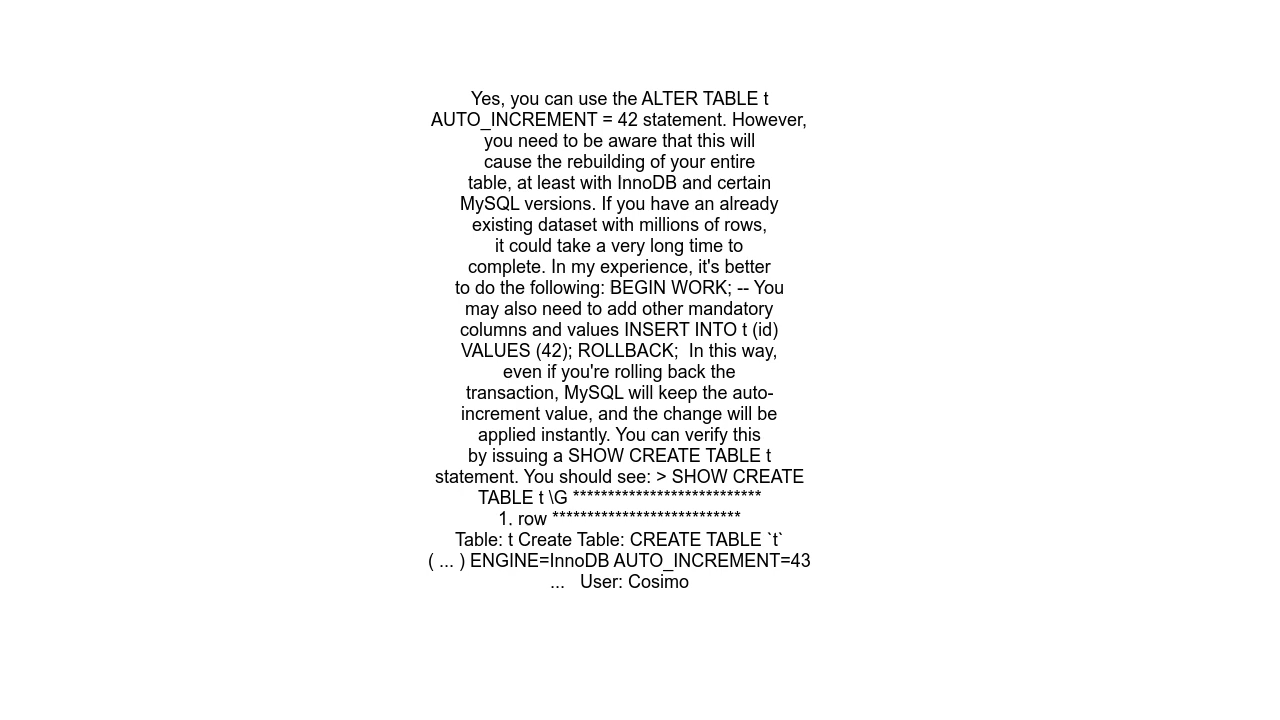 Yes, you can use the ALTER TABLE t
AUTO_INCREMENT = 42 statement. However,
you need to be aware that this will
cause the rebuilding of your entire
table, at least with InnoDB and certain
MySQL versions. If you have an already
existing dataset with millions of rows,
it could take a very long time to
complete. In my experience, it's better
to do the following: BEGIN WORK; -- You
may also need to add other mandatory
columns and values INSERT INTO t (id)
VALUES (42); ROLLBACK;  In this way,
even if you're rolling back the
transaction, MySQL will keep the auto-
increment value, and the change will be
applied instantly. You can verify this
by issuing a SHOW CREATE TABLE t
statement. You should see: > SHOW CREATE
TABLE t \G ***************************
1. row ***************************
Table: t Create Table: CREATE TABLE `t`
( ... ) ENGINE=InnoDB AUTO_INCREMENT=43
...   User: Cosimo